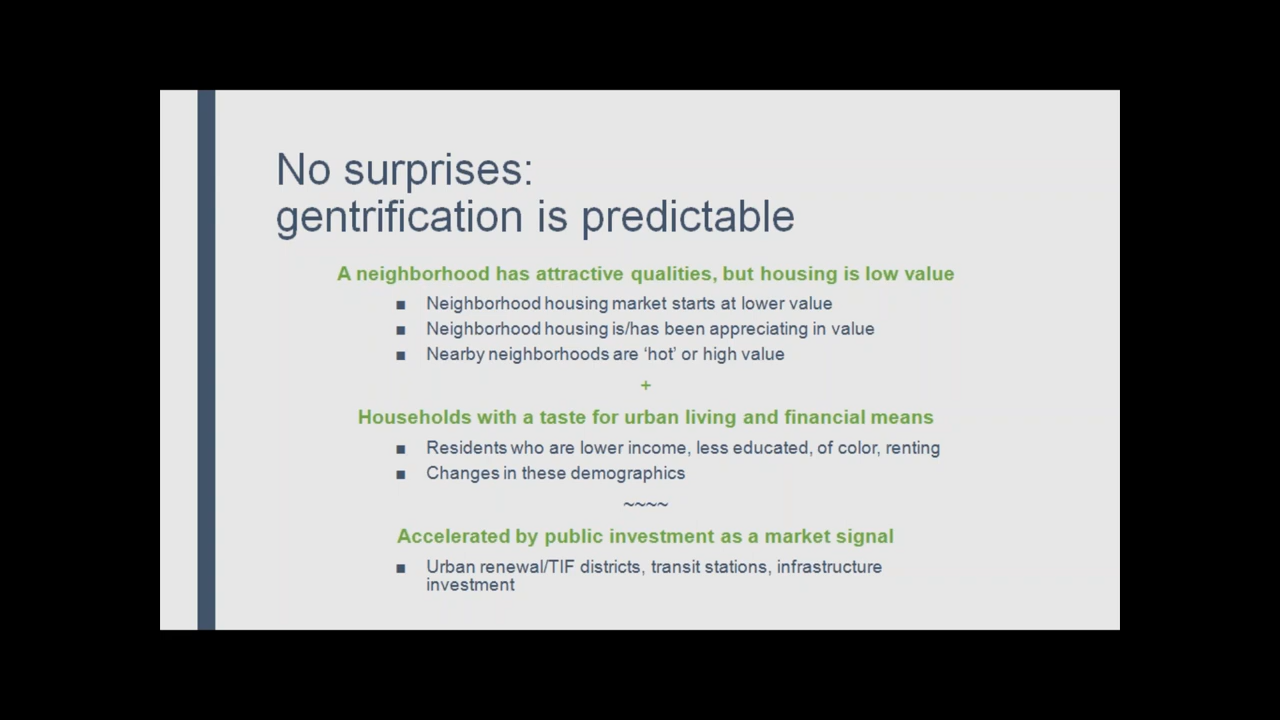 No surprises:
gentrification is predictable
A neighborhood has attractive qualities, but housing is low value
■ Neighborhood housing market starts at lower value
■ Neighborhood housing is/has been appreciating in value
■ Nearby neighborhoods are ‘hot’ or high value
+
Households with a taste for urban living and financial means
■ Residents who are lower income, less educated, of color, renting
■ Changes in these demographics
~~~~
Accelerated by public investment as a market signal
■ Urban renewal/TIF districts, transit stations, infrastructure
investment